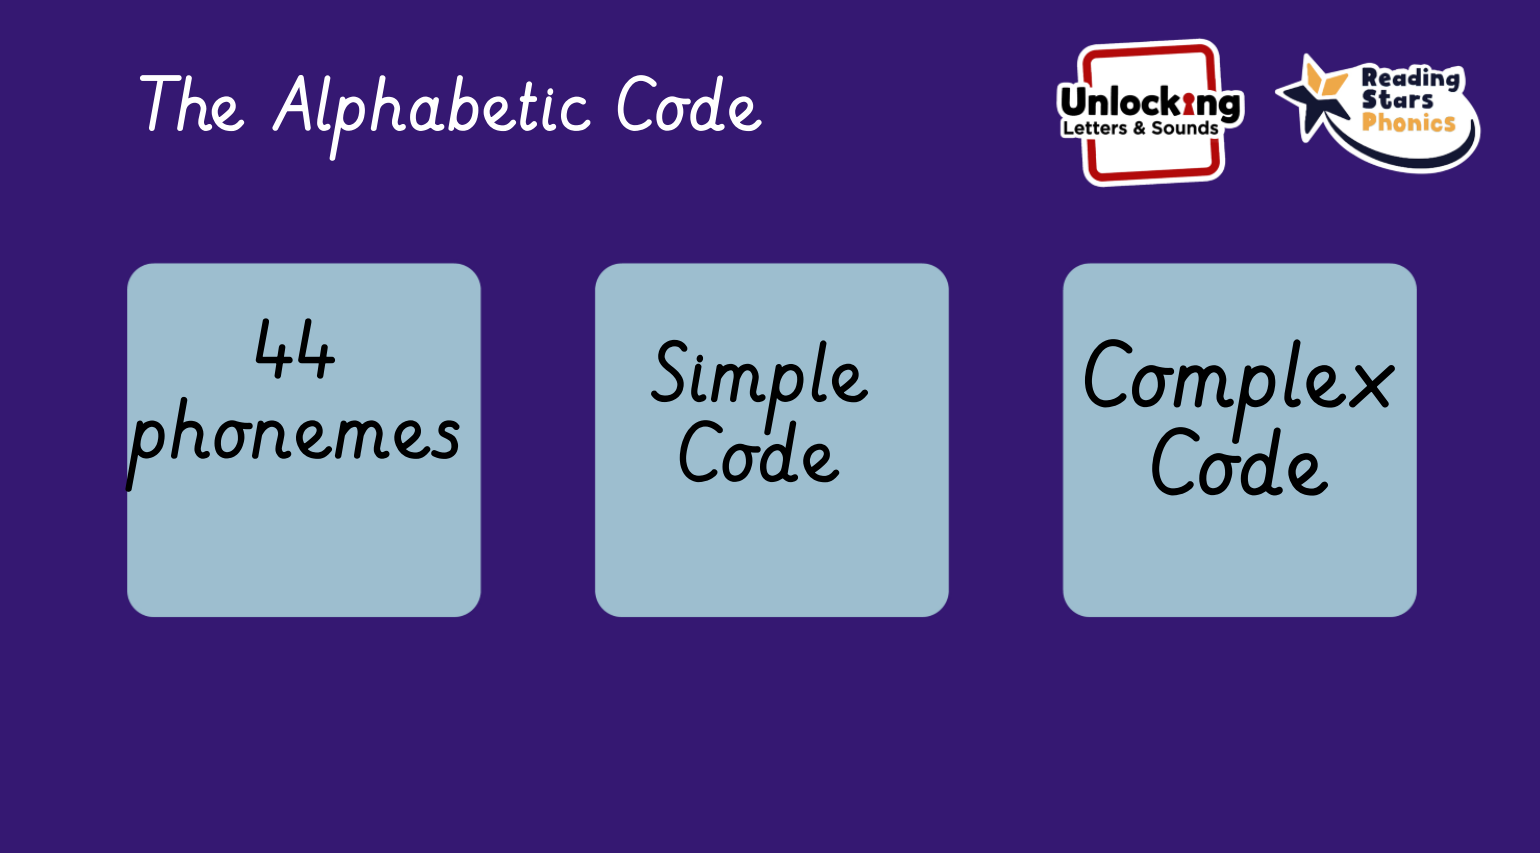 The Alphabetic Code
Unlocking
Letters & Sounds
Reading
Stars
Phonics
44
phonemes
Simple
Code
Complex
Code